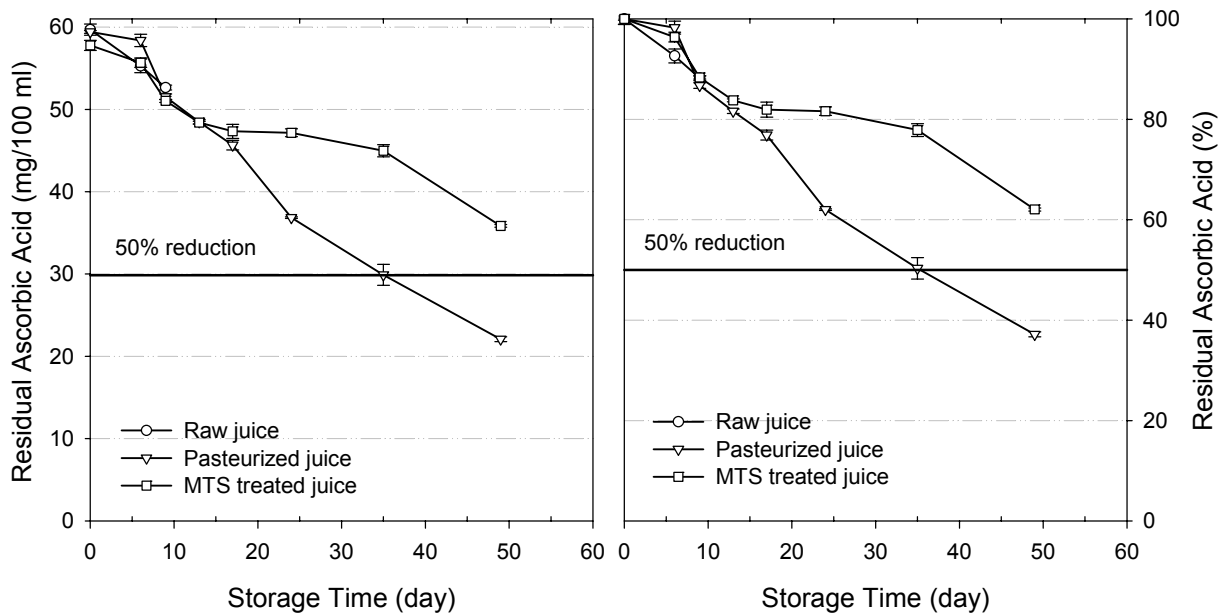 Residual Ascorbic Acid (mg/100 ml)
60
50
40
30
20
10
0
50% reduction
Raw juice
Pasteurized juice
MTS treated juice
0 10 20 30 40 50 60
Storage Time (day)
50% reduction
Raw juice
Pasteurized juice
MTS treated juice
0 10 20 30 40 50 60
Storage Time (day)
100
80
60
40
20
0
Residual Ascorbic Acid (%)